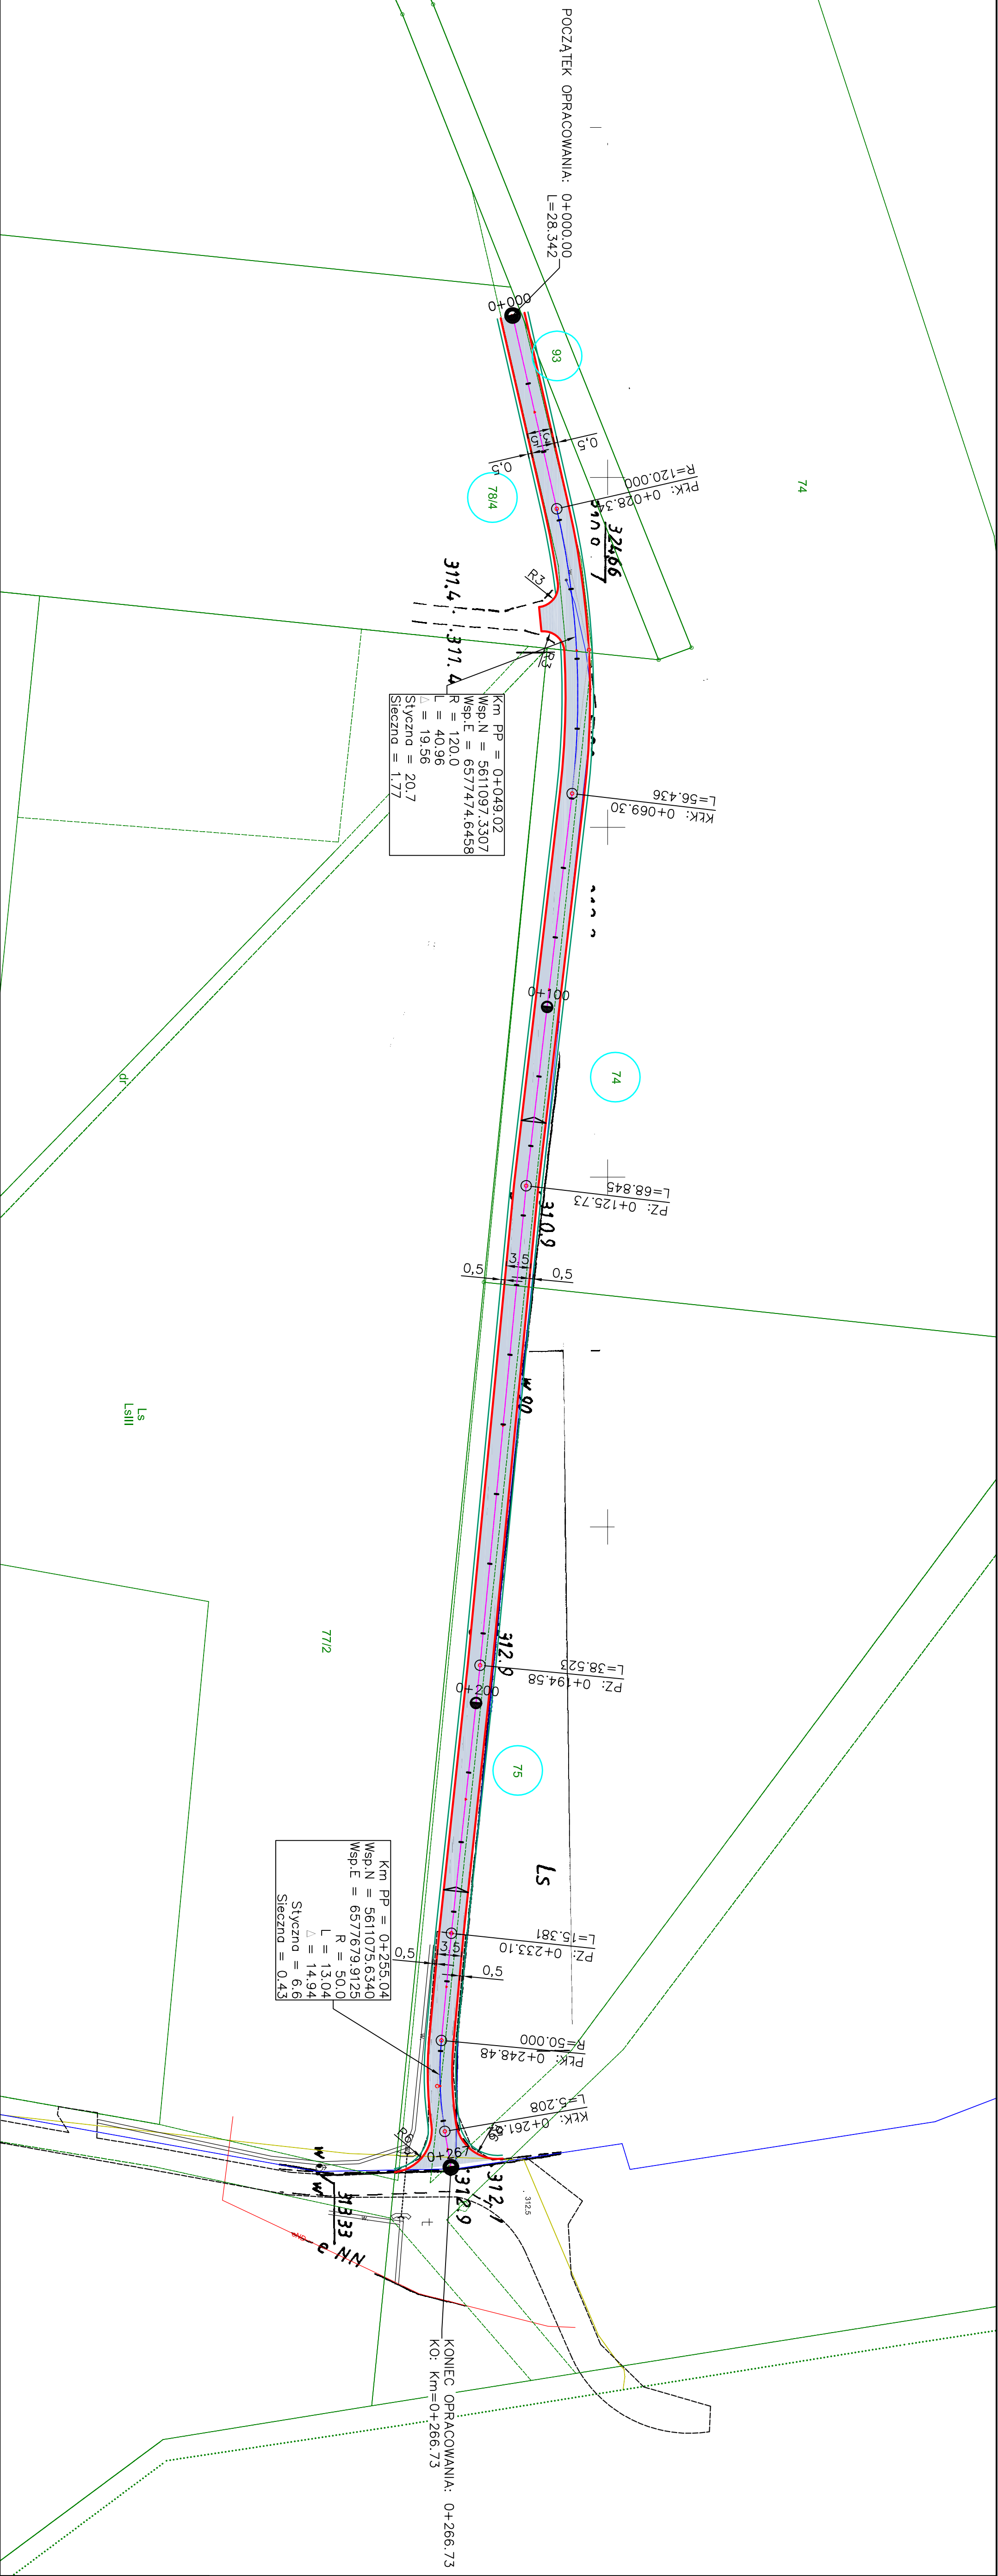 POCZĄTEK OPRACOWANIA: 0+000.00
L=28.342
0+000
93
0,5
3,5
0,5
78/4
PŁK: 0+028.34
R=120.000
74
324.66
R3
R3
311.4
311.4
Km PP = 0+049.02
Wsp.N = 5611097.3307
Wsp.E = 6577474.6458
R = 120.0
L = 40.96
△ = 19.56
Styczna = 20.7
Sieczna = 1.77
KŁK: 0+069.30
L=56.436
0+100
74
dr
PZ: 0+125.73
L=68.845
310.9
0,5
3,5
0,5
w 90
Ls
LsIII
77/2
312.9
PZ: 0+194.58
L=38.523
0+200
75
Ls
Km PP = 0+255.04
Wsp.N = 5611075.6340
Wsp.E = 6577679.9125
R = 50.0
L = 13.04
△ = 14.94
Styczna = 6.6
Sieczna = 0.43
PZ: 0+233.10
L=15.381
0,5
3,5
0,5
PŁK: 0+248.48
R=50.000
KŁK: 0+261.52
L=5.208
0+267
312.1
312.9
312.5
w
w
313.33
e NN
t
KONIEC OPRACOWANIA: 0+266.73
KO: Km=0+266.73